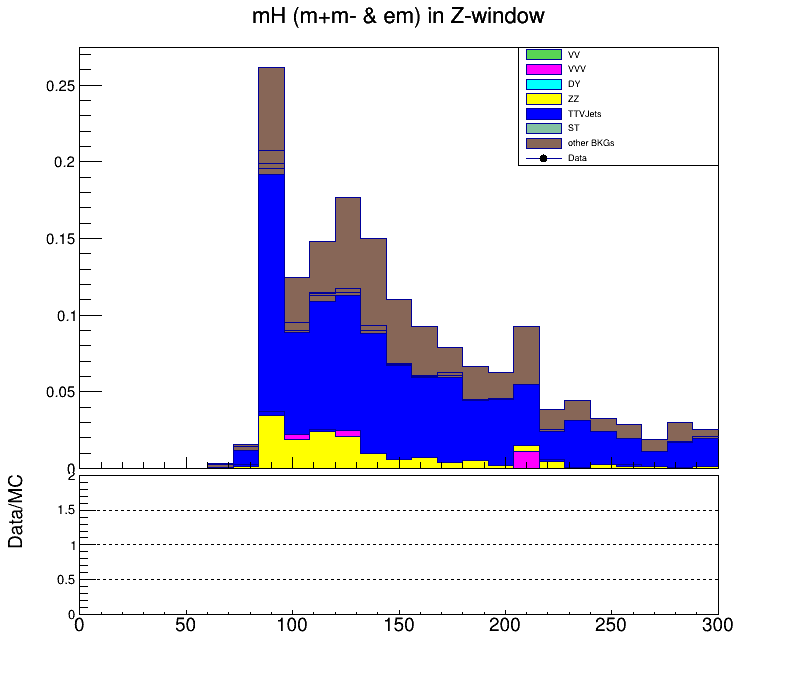 mH (m+m- & em) in Z-window
VV
VVV
DY
ZZ
TTVJets
ST
other BKGs
Data
0.25
0.2
0.15
0.1
0.05
0
2
1.5
1
0.5
0
Data/MC
0 50 100 150 200 250 300